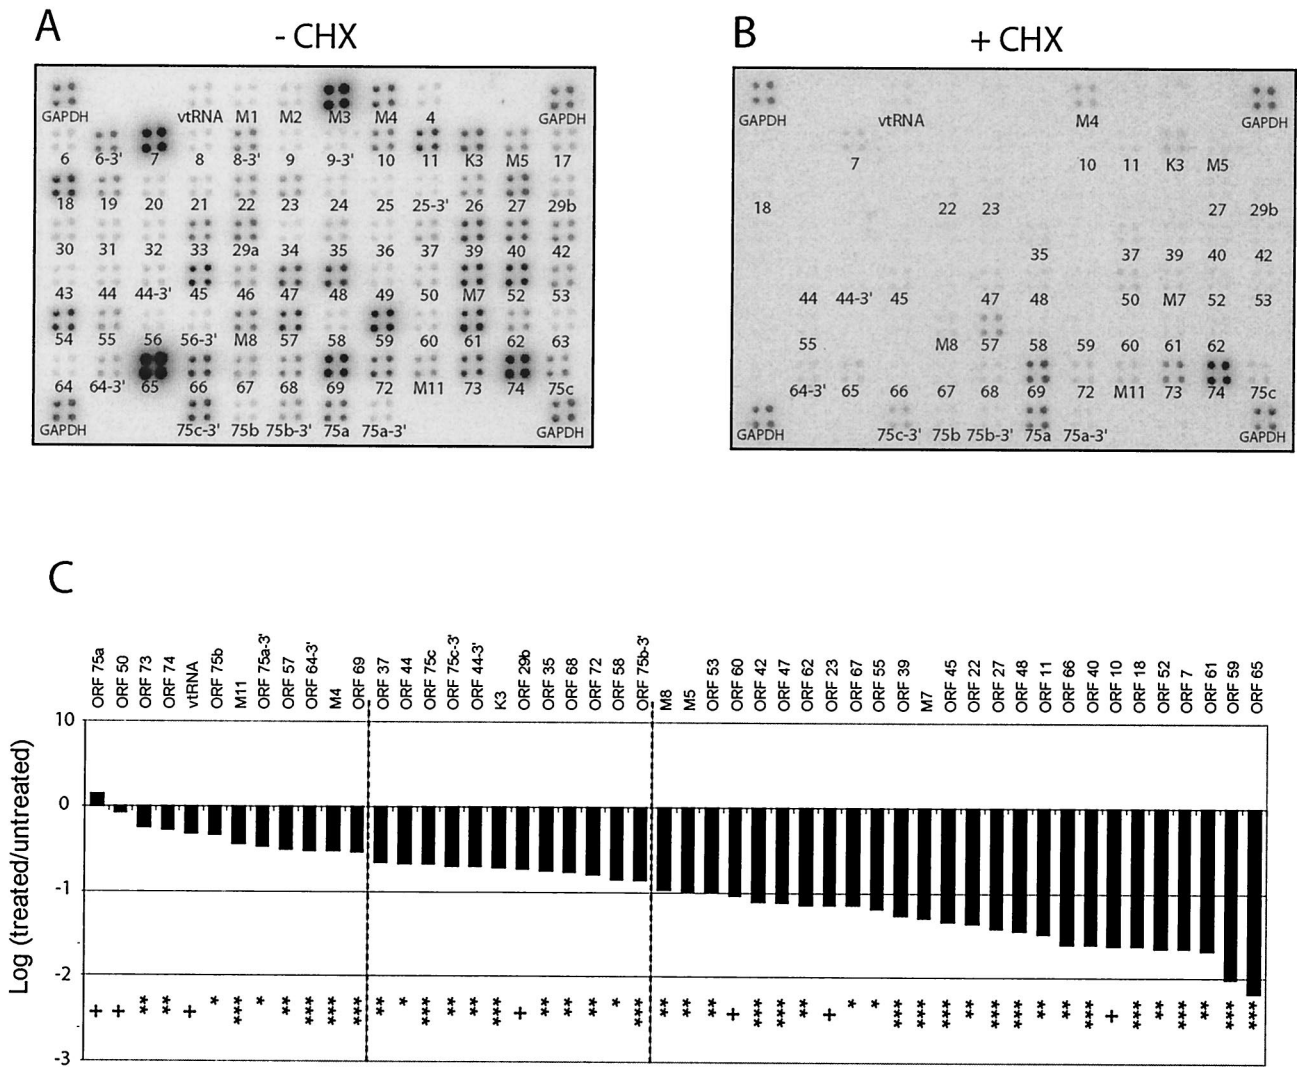 A
- CHX
GAPDH vtRNA M1 M2 M3 M4 4 GAPDH
6 6-3' 7 8 8-3' 9 9-3' 10 11 K3 M5 17
18 19 20 21 22 23 24 25 25-3' 26 27 29b
30 31 32 33 29a 34 35 36 37 39 40 42
43 44 44-3' 45 46 47 48 49 50 M7 52 53
54 55 56 56-3' M8 57 58 59 60 61 62 63
64 64-3' 65 66 67 68 69 72 M11 73 74 75c
GAPDH 75c-3' 75b 75b-3' 75a 75a-3' GAPDH
B
+ CHX
GAPDH vtRNA M4 GAPDH
7 10 11 K3 M5
18 22 23 27 29b
35 37 39 40 42
44 44-3' 45 47 48 50 M7 52 53
55 M8 57 58 59 60 61 62
64-3' 65 66 67 68 69 72 M11 73 74 75c
GAPDH 75c-3' 75b 75b-3' 75a 75a-3' GAPDH
C
ORF 75a
ORF 50
ORF 73
ORF 74
vtRNA
ORF 75b
M11
ORF 75a-3'
ORF 57
ORF 64-3'
M4
ORF 69
ORF 37
ORF 44
ORF 75c
ORF 75c-3'
ORF 44-3'
K3
ORF 29b
ORF 35
ORF 68
ORF 72
ORF 58
ORF 75b-3'
M8
M5
ORF 53
ORF 60
ORF 42
ORF 47
ORF 62
ORF 23
ORF 67
ORF 55
ORF 39
M7
ORF 45
ORF 22
ORF 27
ORF 48
ORF 11
ORF 66
ORF 40
ORF 10
ORF 18
ORF 52
ORF 7
ORF 61
ORF 59
ORF 65
Log (treated/untreated)
10
0
-1
-2
-3
+ + ** ** + * *** * ** *** *** *** ** * *** ** ** *** + ** ** ** * *** ** ** ** + *** *** ** + * * *** *** *** ** *** *** ** ** *** + *** ** *** ** *** ***